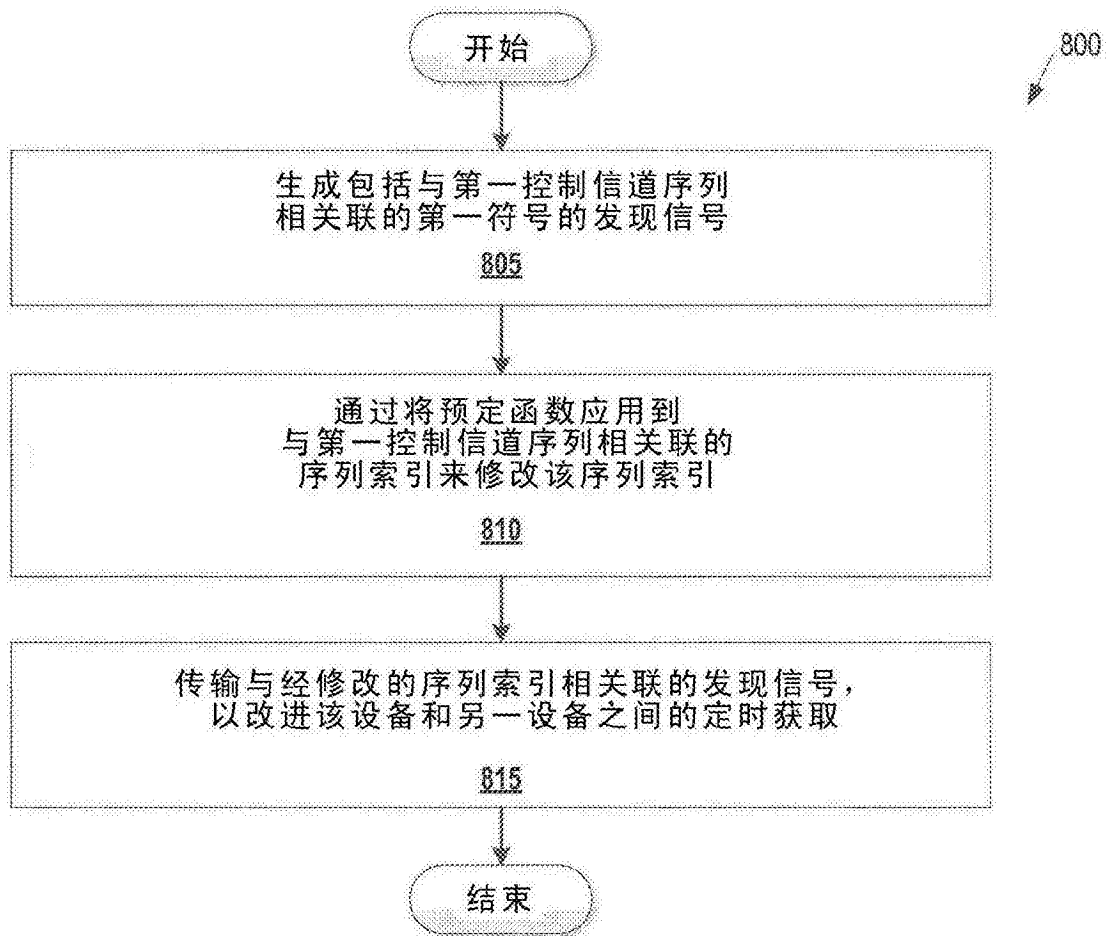 开始
800
生成包括与第一控制信道序列
相关联的第一符号的发现信号
805
通过将预定函数应用到
与第一控制信道序列相关联的
序列索引来修改该序列索引
810
传输与经修改的序列索引相关联的发现信号，
以改进该设备和另一设备之间的定时获取
815
结束